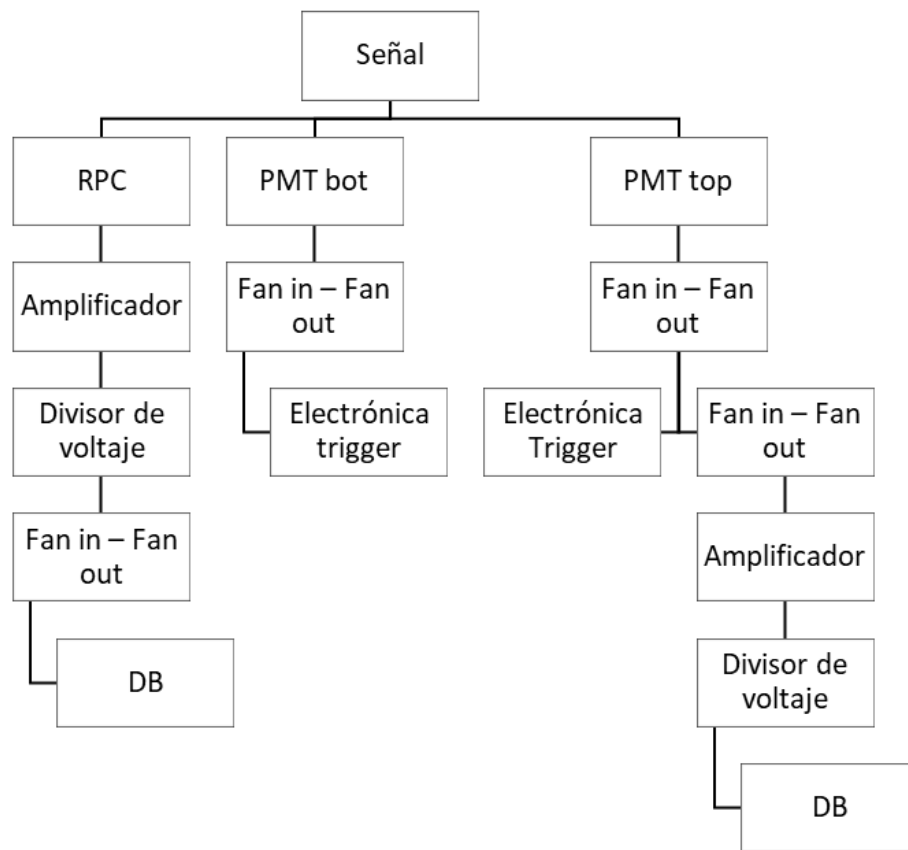 Señal
RPC
PMT bot
PMT top
Amplificador
Fan in – Fan
out
Fan in – Fan
out
Divisor de
voltaje
Electrónica
trigger
Electrónica
Trigger
Fan in – Fan
out
Fan in – Fan
out
Amplificador
DB
Divisor de
voltaje
DB